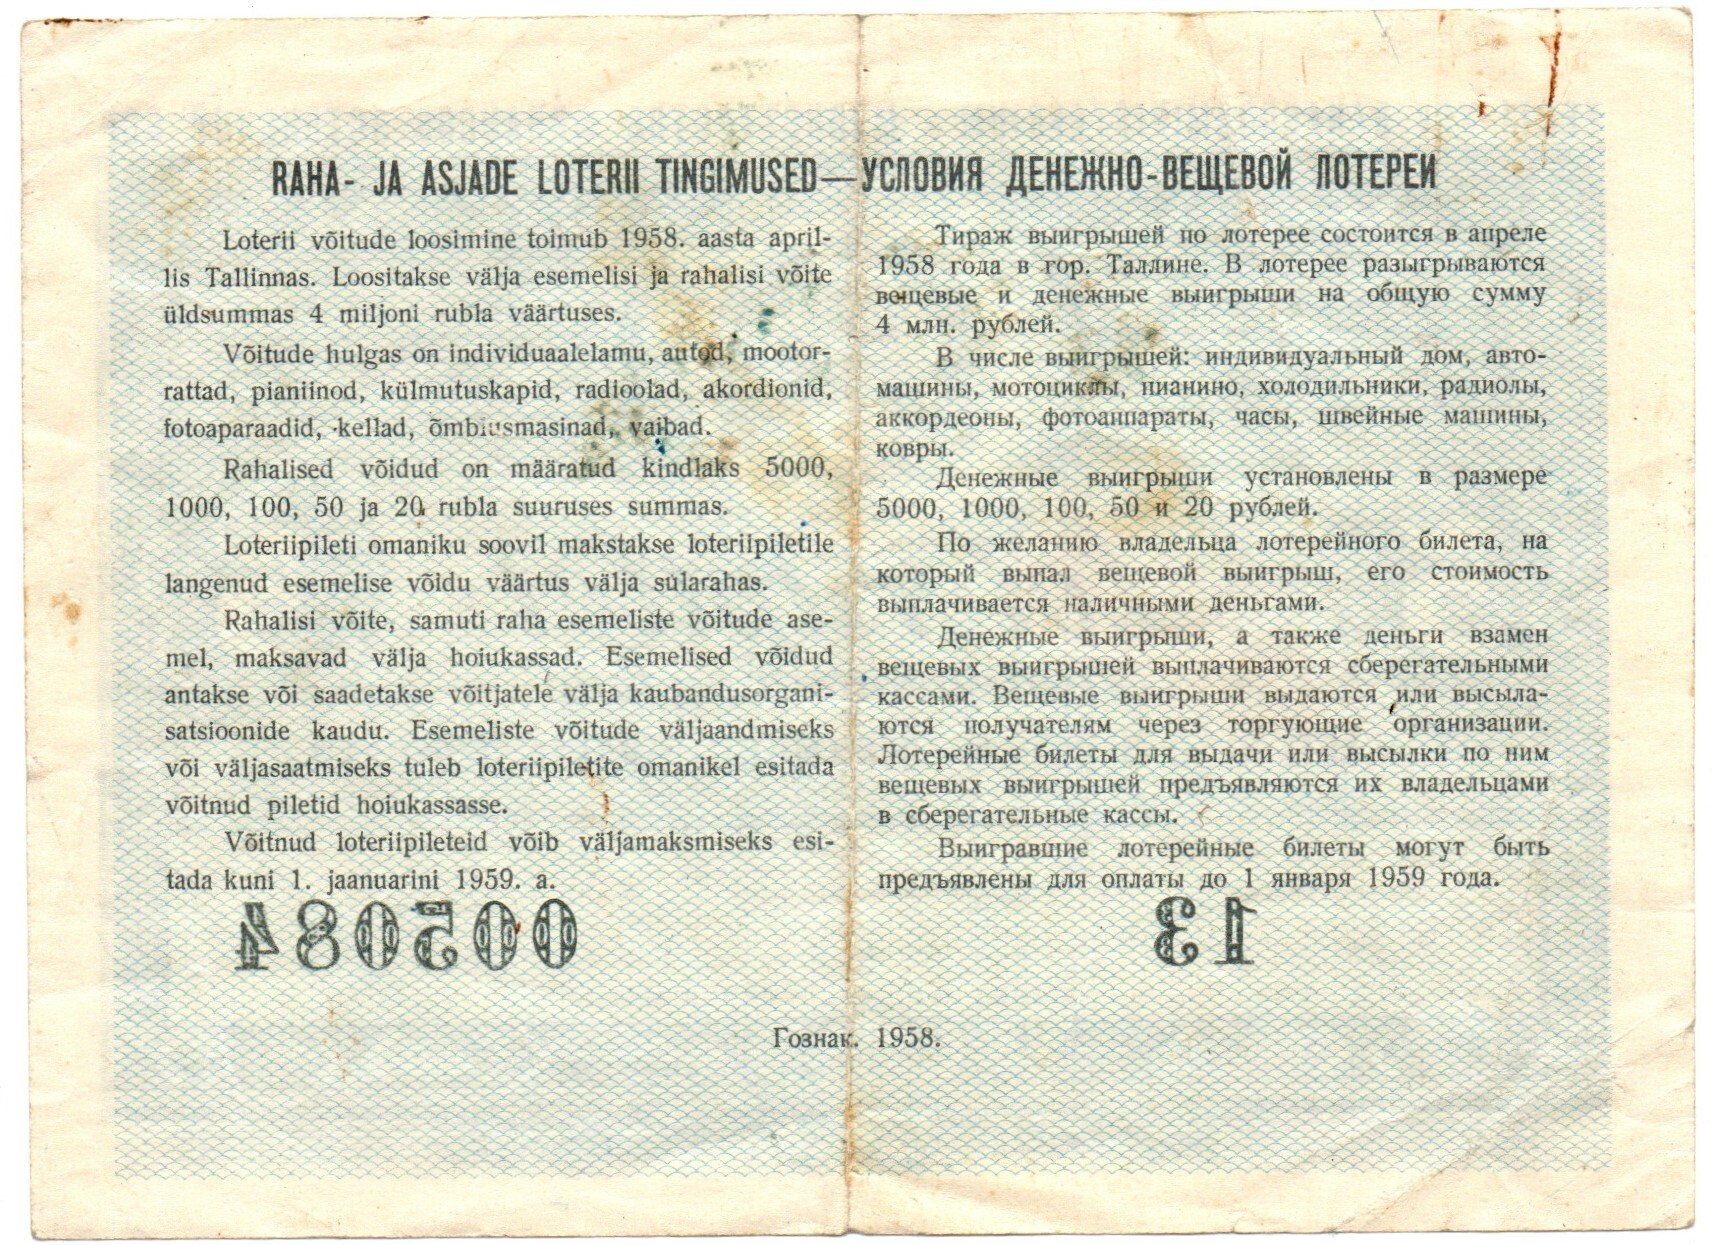 RAHA- JA ASJADE LOTERII TINGIMUSED—УСЛОВИЯ ДЕНЕЖНО-ВЕЩЕВОЙ ЛОТЕРЕИ
Loterii võitude loosimine toimub 1958. aasta april-
lis Tallinnas. Loositakse välja esemelisi ja rahalisi võite
üldsummas 4 miljoni rubla väärtuses.
Võitude hulgas on individuaalelamu, autod, mootor-
rattad, pianiinod, külmutuskapid, radioolad, akordionid,
fotoaparaadid, kellad, õmblusmasinad, vaibad.
Rahalised võidud on määratud kindlaks 5000,
1000, 100, 50 ja 20 rubla suuruses summas.
Loteriipileti omaniku soovil makstakse loteriipiletile
langenud esemelise võidu väärtus välja sularahas.
Rahalisi võite, samuti raha esemeliste võitude ase-
mel, maksavad välja hoiukassad. Esemelised võidud
antakse või saadetakse võitjatele välja kaubandusorgani-
satsioonide kaudu. Esemeliste võitude väljaandmiseks
või väljasaatmiseks tuleb loteriipiletite omanikel esitada
võitnud piletid hoiukassasse.
Võitnud loteriipileteid võib väljamaksmiseks esi-
tada kuni 1. jaanuarini 1959. a.
005084
Тираж выигрышей по лотерее состоится в апреле
1958 года в гор. Таллине. В лотерее разыгрываются
вещевые и денежные выигрыши на общую сумму
4 млн. рублей.
В числе выигрышей: индивидуальный дом, авто-
машины, мотоциклы, пианино, холодильники, радиолы,
аккордеоны, фотоаппараты, часы, швейные машины,
ковры.
Денежные выигрыши установлены в размере
5000, 1000, 100, 50 и 20 рублей.
По желанию владельца лотерейного билета, на
который выпал вещевой выигрыш, его стоимость
выплачивается наличными деньгами.
Денежные выигрыши, а также деньги взамен
вещевых выигрышей выплачиваются сберегательными
кассами. Вещевые выигрыши выдаются или высыла-
ются получателям через торгующие организации.
Лотерейные билеты для выдачи или высылки по ним
вещевых выигрышей предъявляются их владельцами
в сберегательные кассы.
Выигравшие лотерейные билеты могут быть
предъявлены для оплаты до 1 января 1959 года.
13
Гознак. 1958.